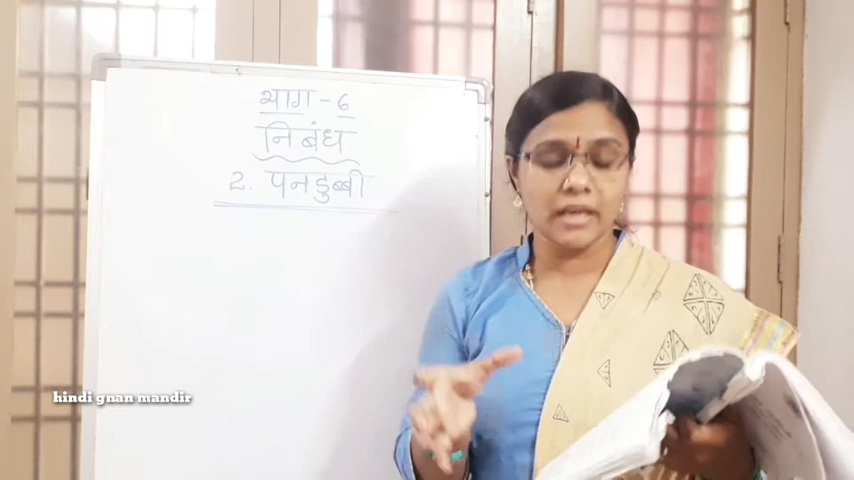 भाग - 6
निबंध
2. पनडुब्बी
hindi gnan mandir